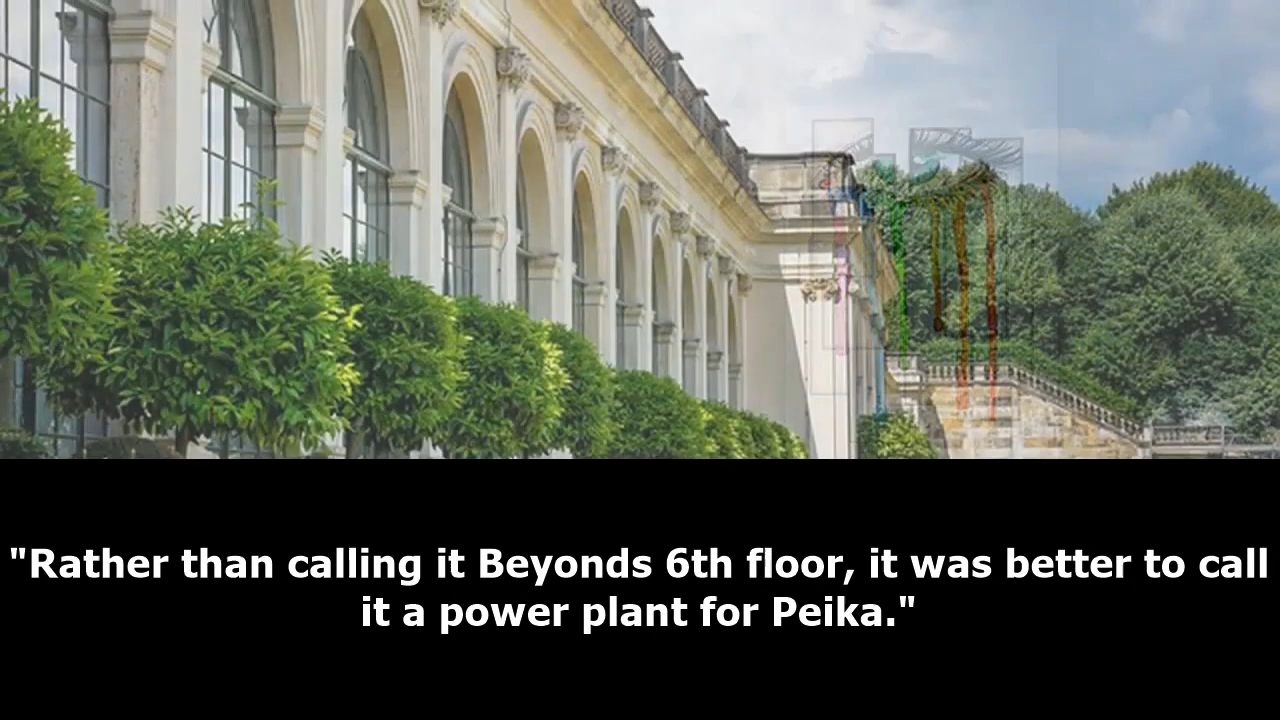 "Rather than calling it Beyonds 6th floor, it was better to call
it a power plant for Peika."